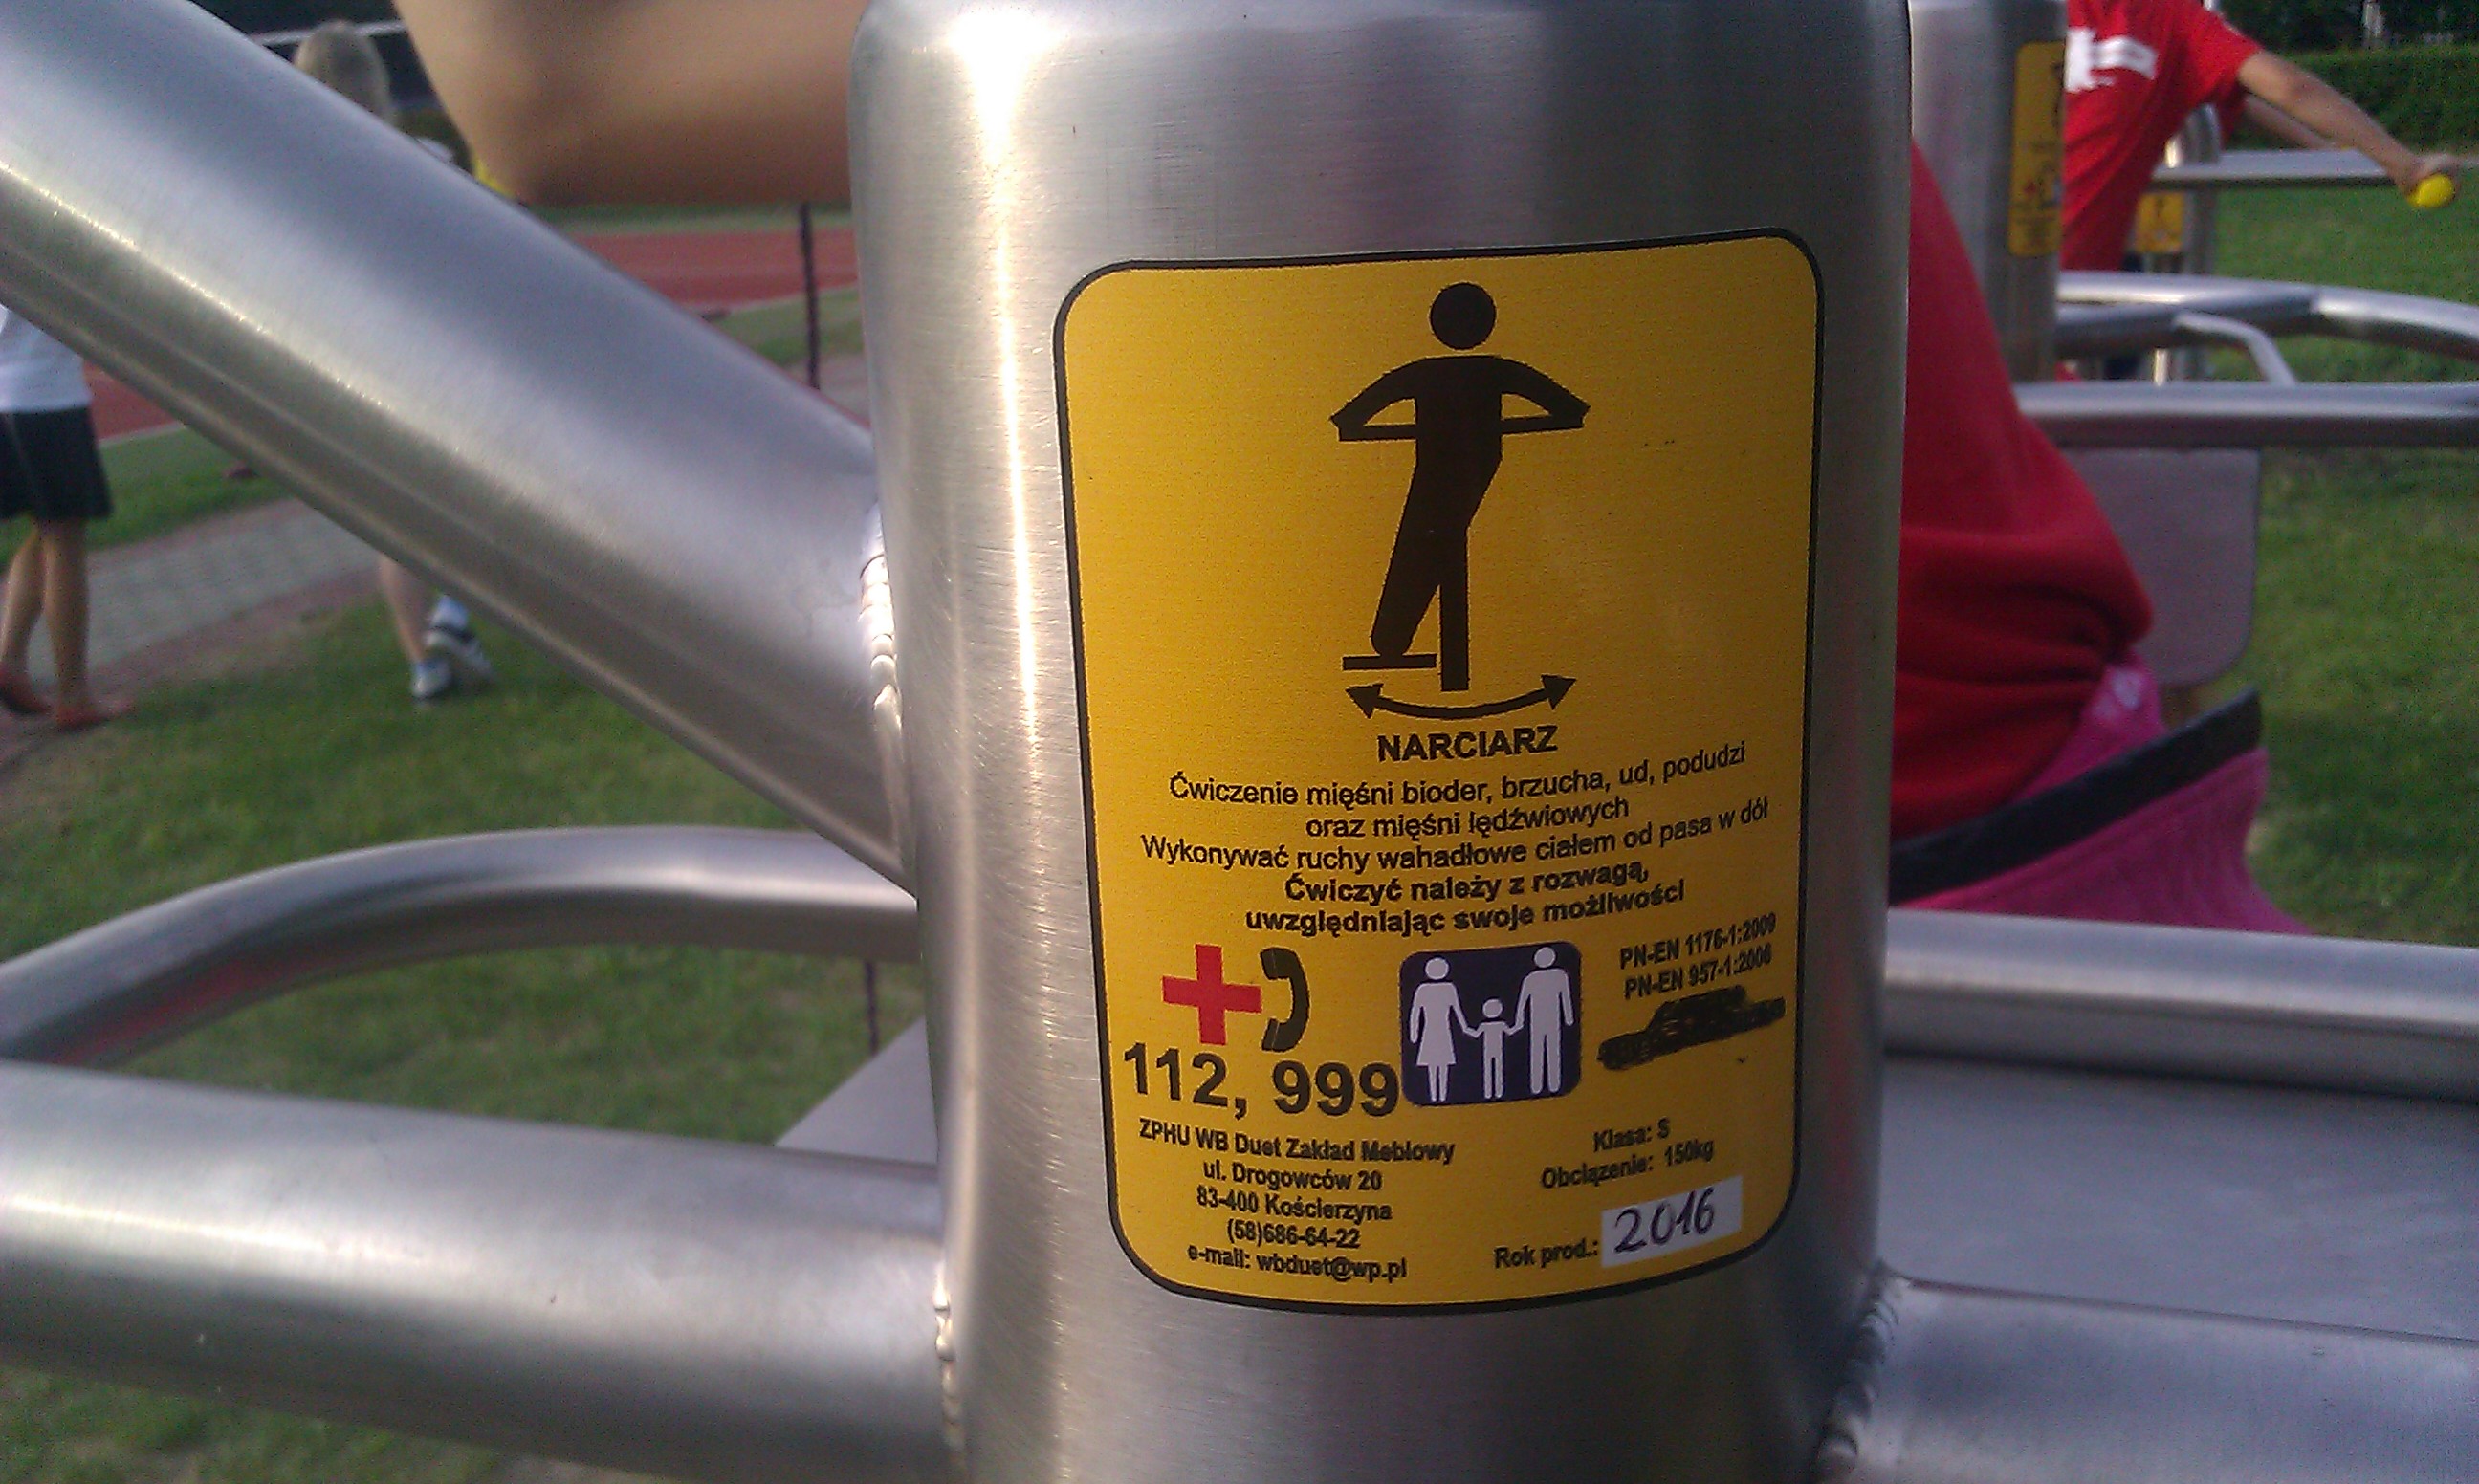 NARCIARZ
Ćwiczenie mięśni bioder, brzucha, ud, podudzi
oraz mięśni lędźwiowych
Wykonywać ruchy wahadłowe ciałem od pasa w dół
Ćwiczyć należy z rozwagą,
uwzględniając swoje możliwości
PN-EN 1176-1:2009
PN-EN 957-1:2006
112, 999
ZPHU WB Duet Zakład Meblowy
ul. Drogowców 20
83-400 Kościerzyna
(58)686-64-22
e-mail: wbduet@wp.pl
Klasa: S
Obciążenie: 150kg
Rok prod.: 2016